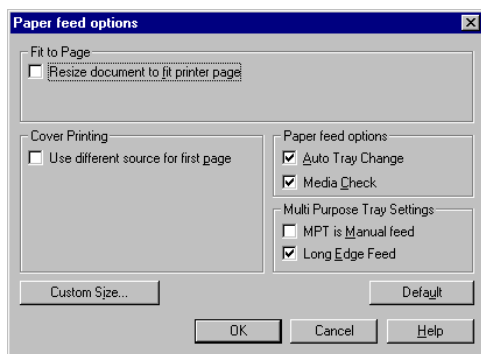 Paper feed options
Fit to Page
Resize document to fit printer page
Cover Printing
Use different source for first page
Paper feed options
Auto Tray Change
Media Check
Multi Purpose Tray Settings
MPT is Manual feed
Long Edge Feed
Custom Size...
Default
OK
Cancel
Help